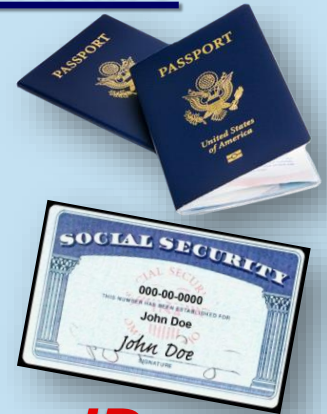 PASSPORT
PASSPORT
United States
of America
SOCIAL SECURITY
000-00-0000
THIS NUMBER HAS BEEN ESTABLISHED FOR
John Doe
John Doe
SIGNATURE
ID